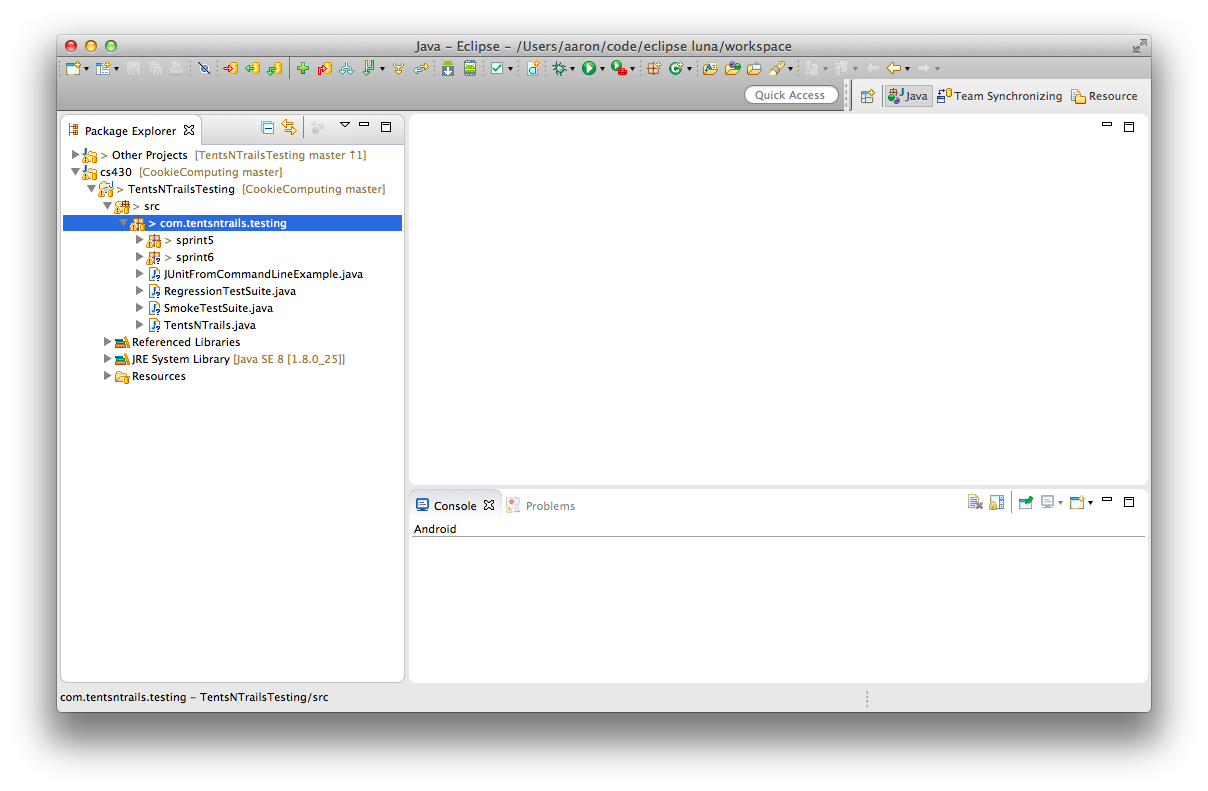 Java – Eclipse – /Users/aaron/code/eclipse luna/workspace
Quick Access
Java
Team Synchronizing
Resource
Package Explorer
> Other Projects [TentsNTrailsTesting master ↑1]
cs430 [CookieComputing master]
> TentsNTrailsTesting [CookieComputing master]
> src
> com.tentsntrails.testing
> sprint5
> sprint6
JUnitFromCommandLineExample.java
RegressionTestSuite.java
SmokeTestSuite.java
TentsNTrails.java
Referenced Libraries
JRE System Library [Java SE 8 [1.8.0_25]]
Resources
Console
Problems
Android
com.tentsntrails.testing – TentsNTrailsTesting/src